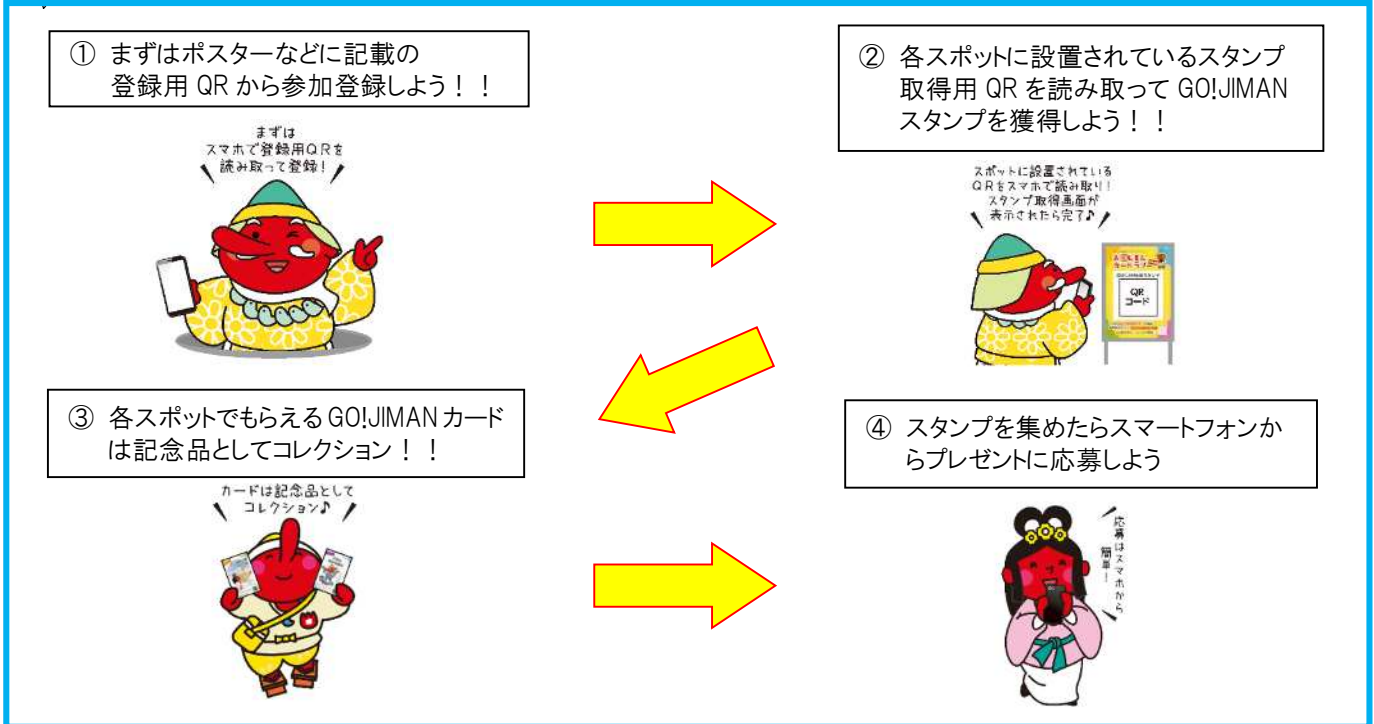 ① まずはポスターなどに記載の
登録用 QR から参加登録しよう！！
まずは
スマホで登録用QRを
読み取って登録！
② 各スポットに設置されているスタンプ
取得用 QR を読み取って GO!JIMAN
スタンプを獲得しよう！！
スポットに設置されている
QRをスマホで読み取り！
スタンプ取得画面が
表示されたら完了♪
QR
コード
③ 各スポットでもらえる GO!JIMAN カード
は記念品としてコレクション！！
カードは記念品として
コレクション♪
④ スタンプを集めたらスマートフォンか
らプレゼントに応募しよう
応募はスマホから
簡単！